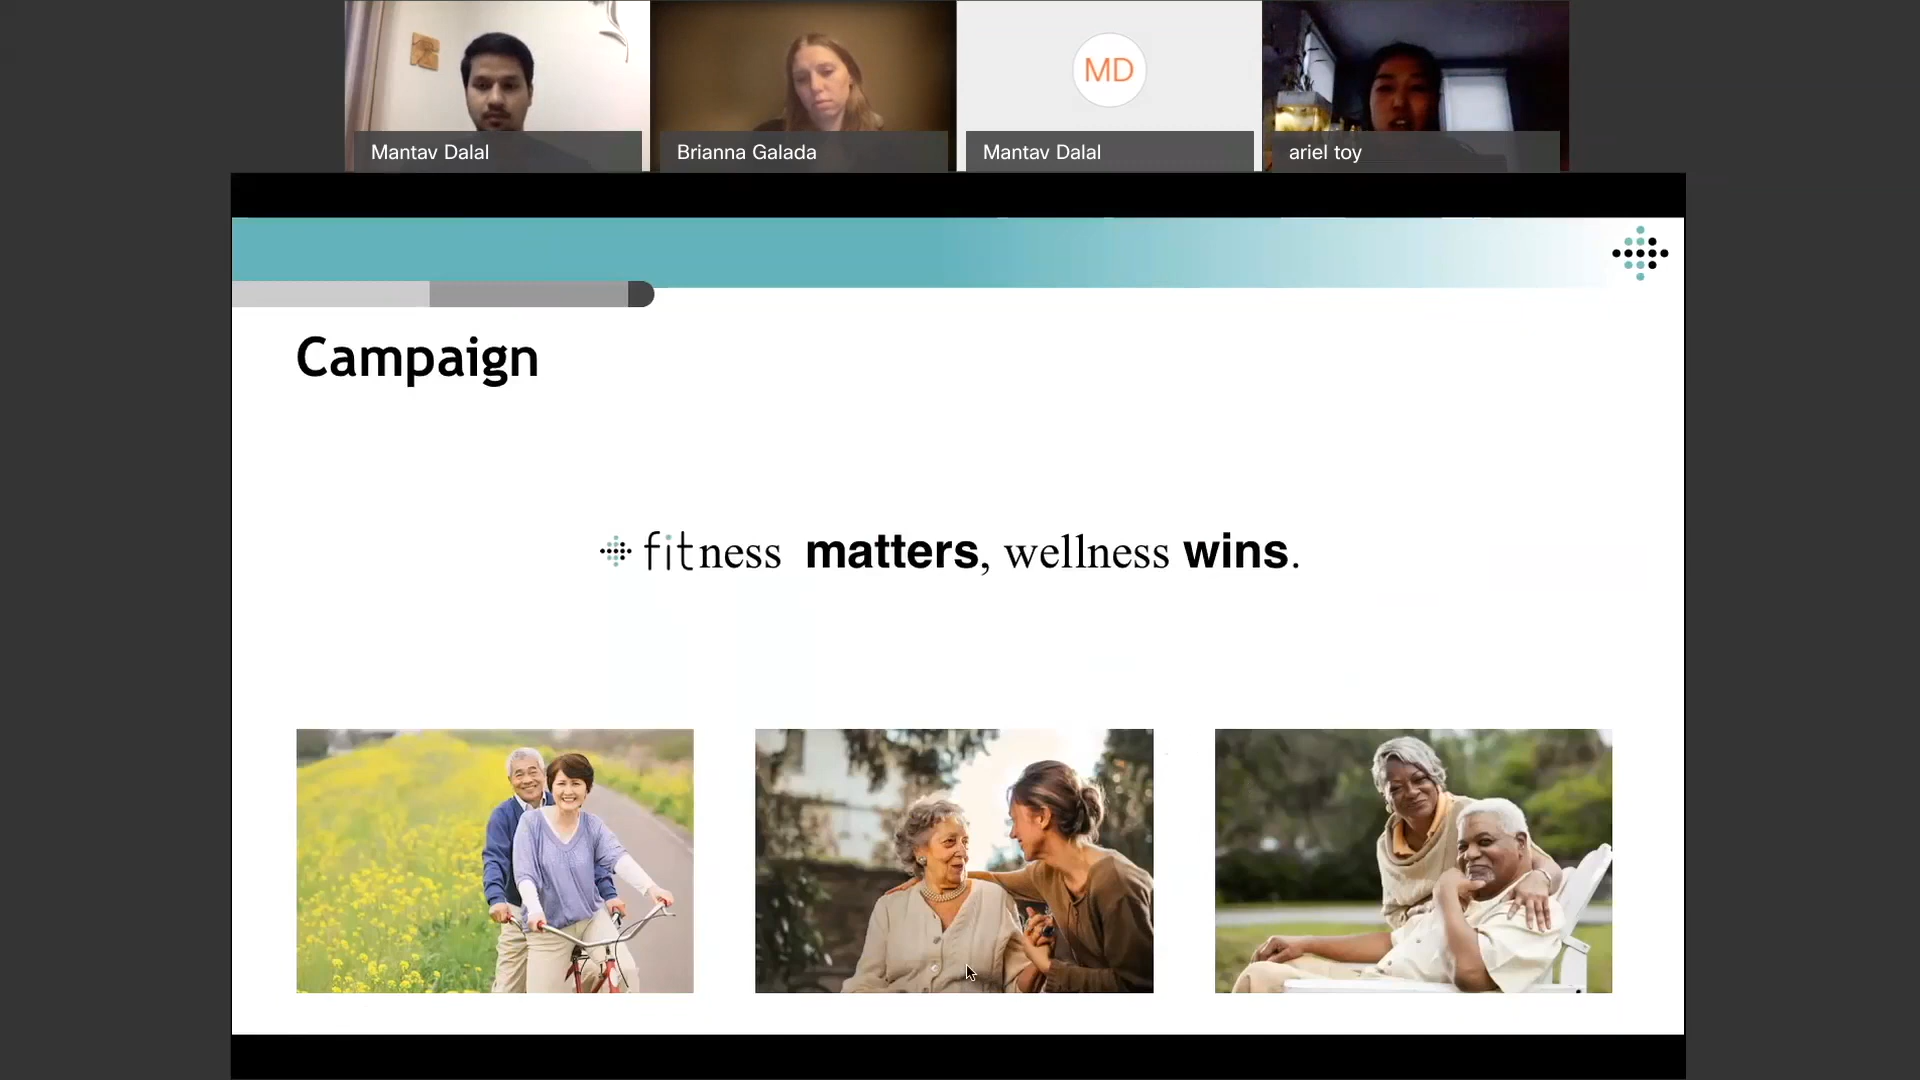 Mantav Dalal
Brianna Galada
MD
Mantav Dalal
ariel toy
Campaign
fitness matters, wellness wins.